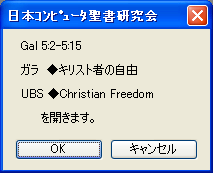 日本ｺﾝﾋﾟｭｰﾀ聖書研究会
Gal 5:2-5:15
ガラ ◆キリスト者の自由
UBS ◆Christian Freedom
を開きます。
OK
キャンセル